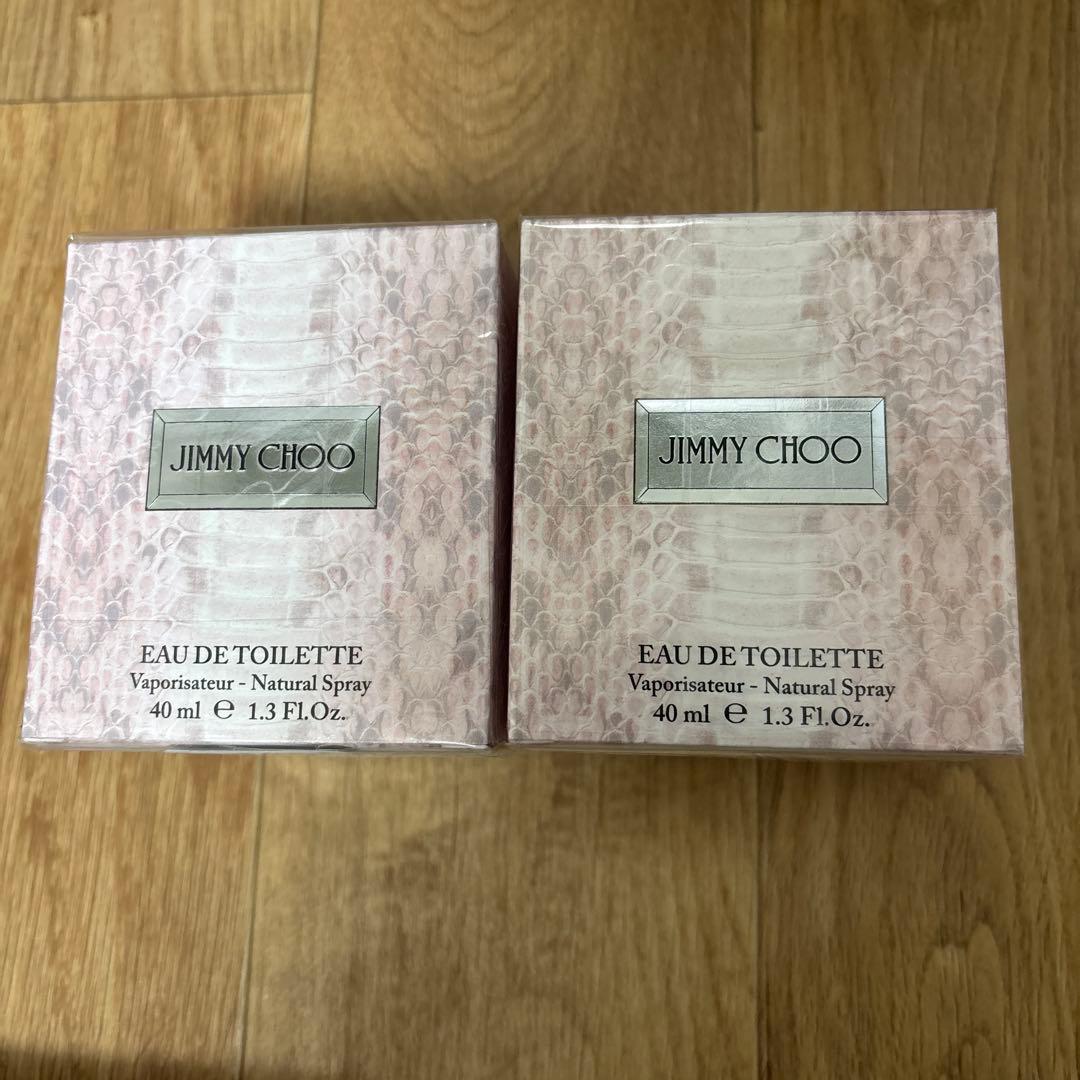 JIMMY CHOO
EAU DE TOILETTE
Vaporisateur - Natural Spray
40 ml ℮ 1.3 Fl.Oz.
JIMMY CHOO
EAU DE TOILETTE
Vaporisateur - Natural Spray
40 ml ℮ 1.3 Fl.Oz.